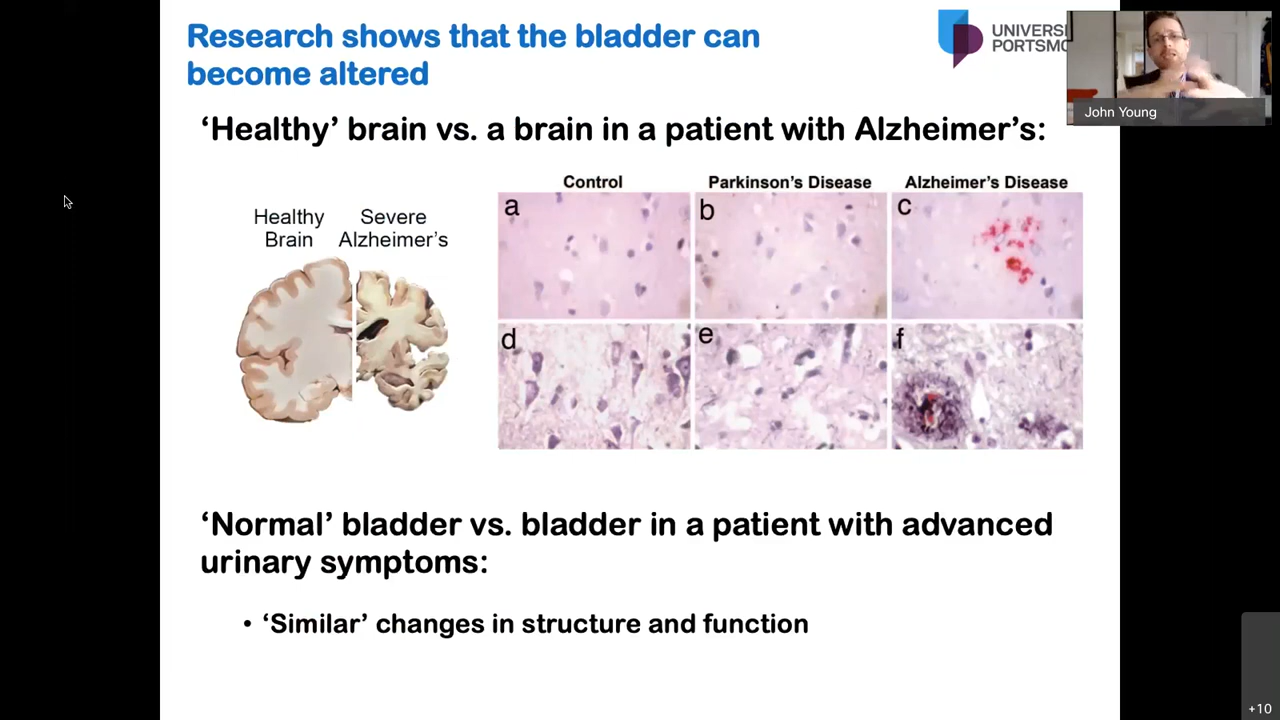 Research shows that the bladder can
become altered
John Young
‘Healthy’ brain vs. a brain in a patient with Alzheimer’s:
Healthy
Brain
Severe
Alzheimer’s
Control
Parkinson’s Disease
Alzheimer’s Disease
a
b
c
d
e
f
‘Normal’ bladder vs. bladder in a patient with advanced
urinary symptoms:
• ‘Similar’ changes in structure and function
+10